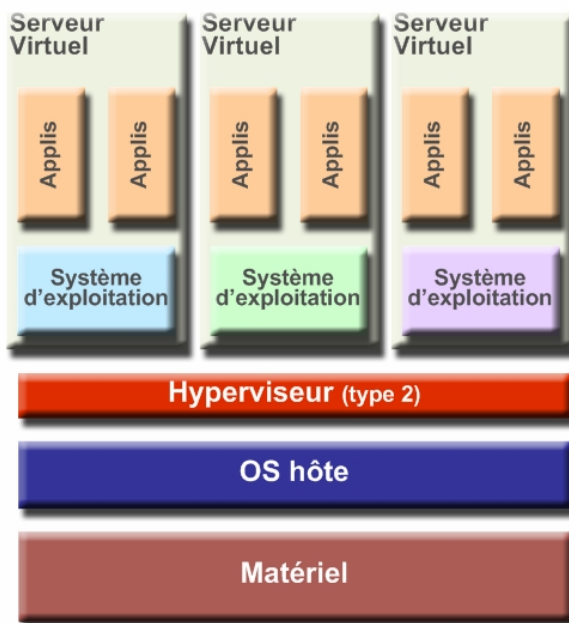 Serveur
Virtuel
Serveur
Virtuel
Serveur
Virtuel
Applis
Applis
Applis
Applis
Applis
Applis
Système
d'exploitation
Système
d'exploitation
Système
d'exploitation
Hyperviseur (type 2)
OS hôte
Matériel